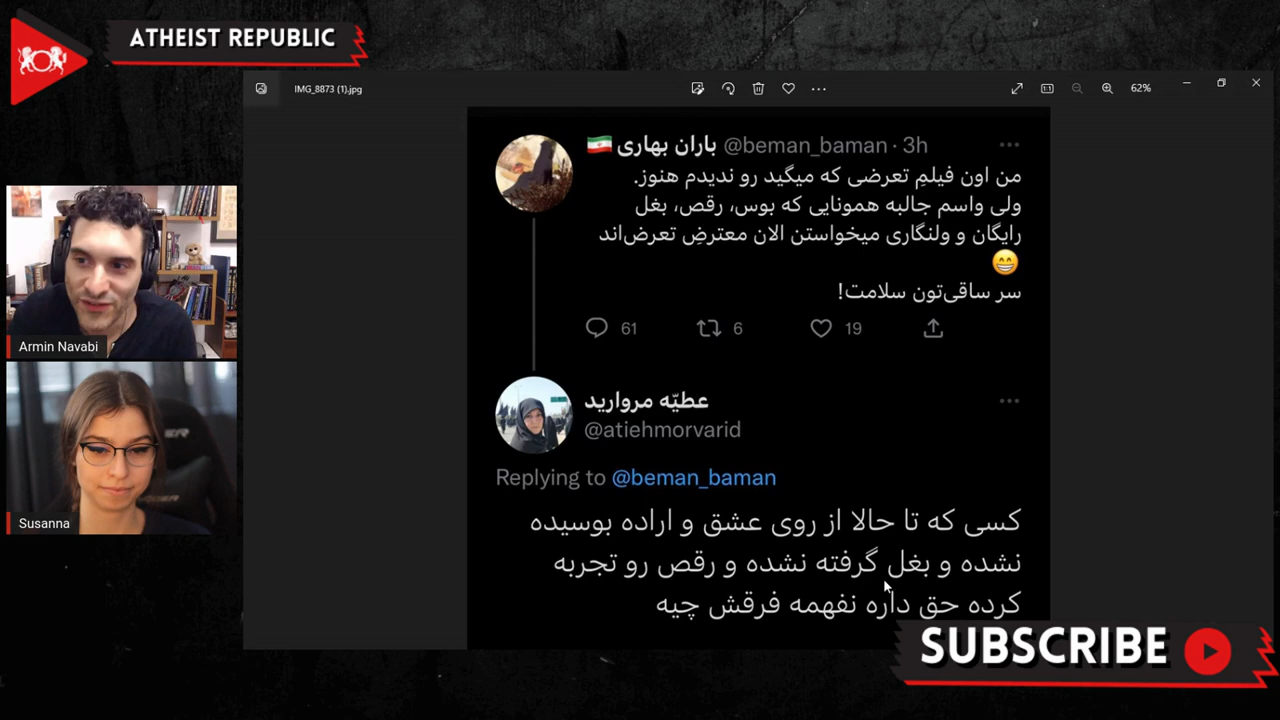 ATHEIST REPUBLIC
IMG_8873 (1).jpg
62%
باران بهاری @beman_baman · 3h
من اون فیلمِ تعرضی که میگید رو ندیدم هنوز.
ولی واسم جالبه همونایی که بوس، رقص، بغل
رایگان و ولنگاری میخواستن الان معترضِ تعرض‌اند
😁
سر ساقی‌تون سلامت!
61 6 19
عطیّه مروارید
@atiehmorvarid
Replying to @beman_baman
کسی که تا حالا از روی عشق و اراده بوسیده
نشده و بغل گرفته نشده و رقص رو تجربه
کرده حق داره نفهمه فرقش چیه
Armin Navabi
Susanna
SUBSCRIBE